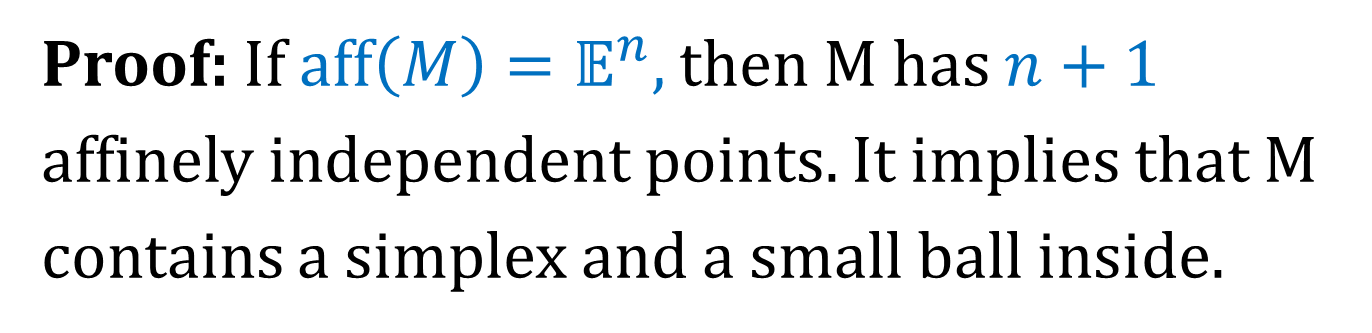 Proof: If aff(M) = 𝔼ⁿ, then M has n + 1
affinely independent points. It implies that M
contains a simplex and a small ball inside.